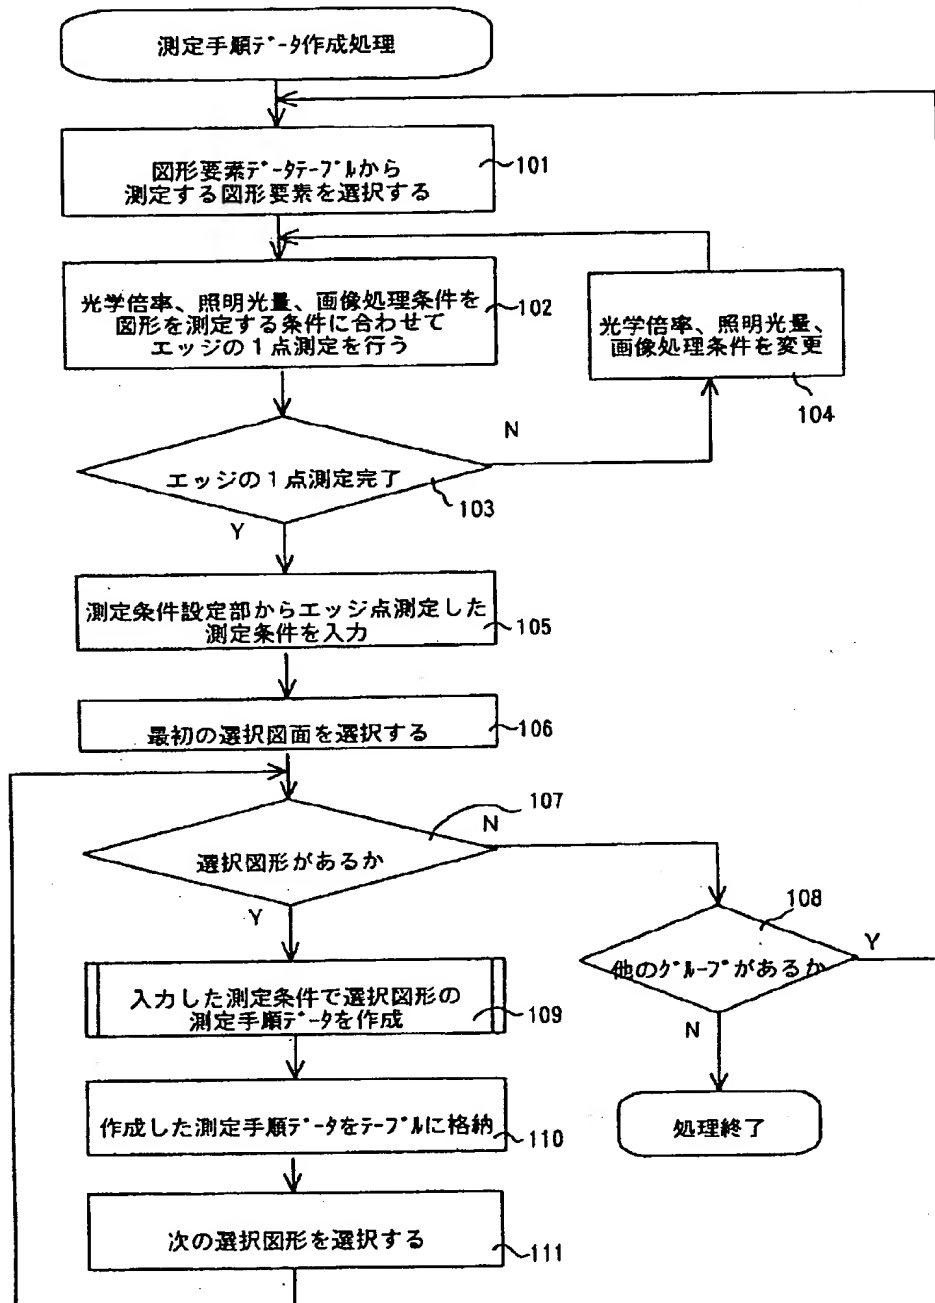 測定手順ﾃﾞｰﾀ作成処理
図形要素ﾃﾞｰﾀﾃｰﾌﾞﾙから
測定する図形要素を選択する
101
光学倍率、照明光量、画像処理条件を
図形を測定する条件に合わせて
エッジの1点測定を行う
102
光学倍率、照明光量、
画像処理条件を変更
104
エッジの1点測定完了
N
103
Y
測定条件設定部からエッジ点測定した
測定条件を入力
105
最初の選択図面を選択する
106
107
選択図形があるか
N
Y
108
他のｸﾞﾙｰﾌﾟがあるか
Y
N
入力した測定条件で選択図形の
測定手順ﾃﾞｰﾀを作成
109
作成した測定手順ﾃﾞｰﾀをﾃｰﾌﾞﾙに格納
110
処理終了
次の選択図形を選択する
111